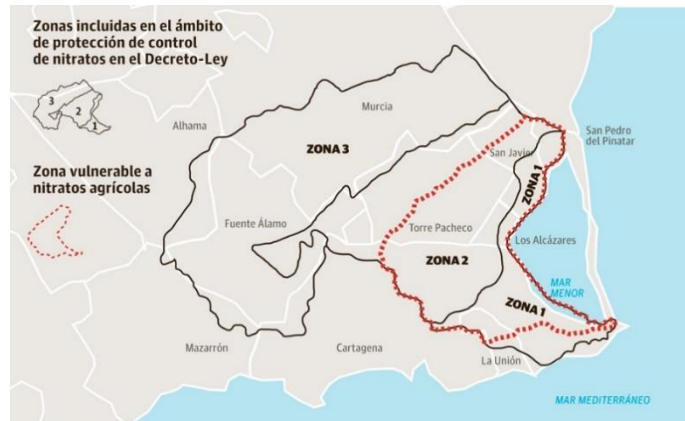 Zonas incluidas en el ámbito
de protección de control
de nitratos en el Decreto-Ley
3
2
1
Zona vulnerable a
nitratos agrícolas
Alhama
Murcia
ZONA 3
San Javier
San Pedro
del Pinatar
ZONA 1
Fuente Álamo
Torre Pacheco
Los Alcázares
ZONA 2
MAR
MENOR
ZONA 1
Mazarrón
Cartagena
La Unión
MAR MEDITERRÁNEO